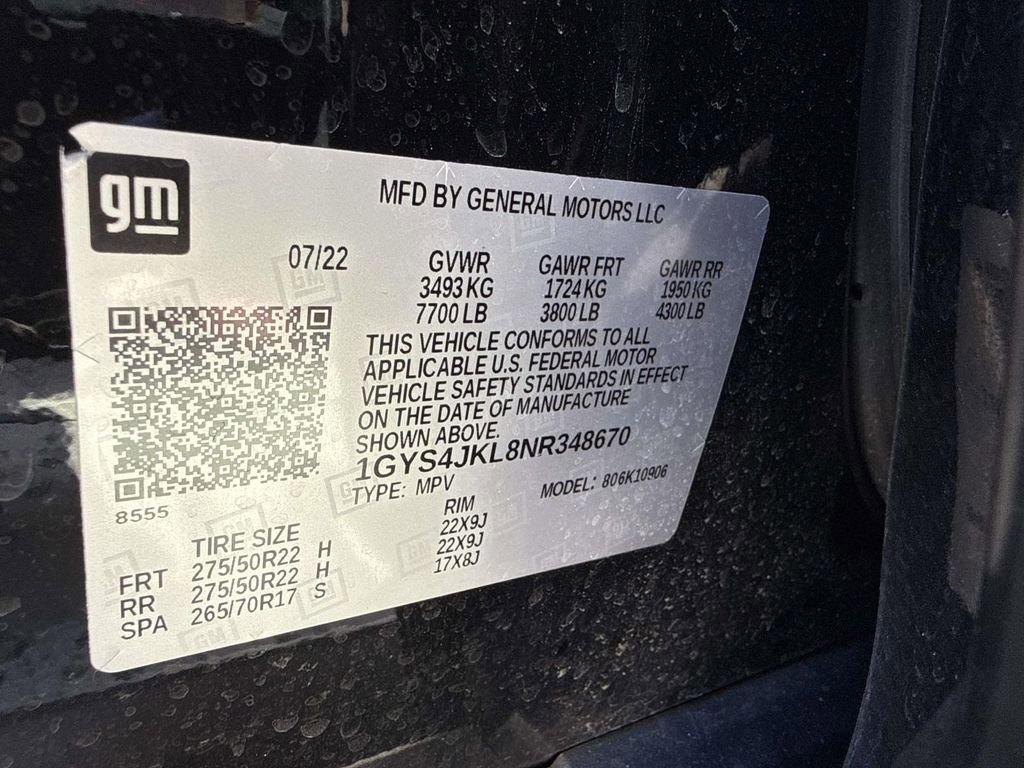 gm
MFD BY GENERAL MOTORS LLC
07/22
GVWR GAWR FRT GAWR RR
3493 KG 1724 KG 1950 KG
7700 LB 3800 LB 4300 LB
THIS VEHICLE CONFORMS TO ALL
APPLICABLE U.S. FEDERAL MOTOR
VEHICLE SAFETY STANDARDS IN EFFECT
ON THE DATE OF MANUFACTURE
SHOWN ABOVE.
1GYS4JKL8NR348670
TYPE: MPV MODEL: 806K10906
8555
TIRE SIZE RIM
FRT 275/50R22 H 22X9J
RR 275/50R22 H 22X9J
SPA 265/70R17 S 17X8J